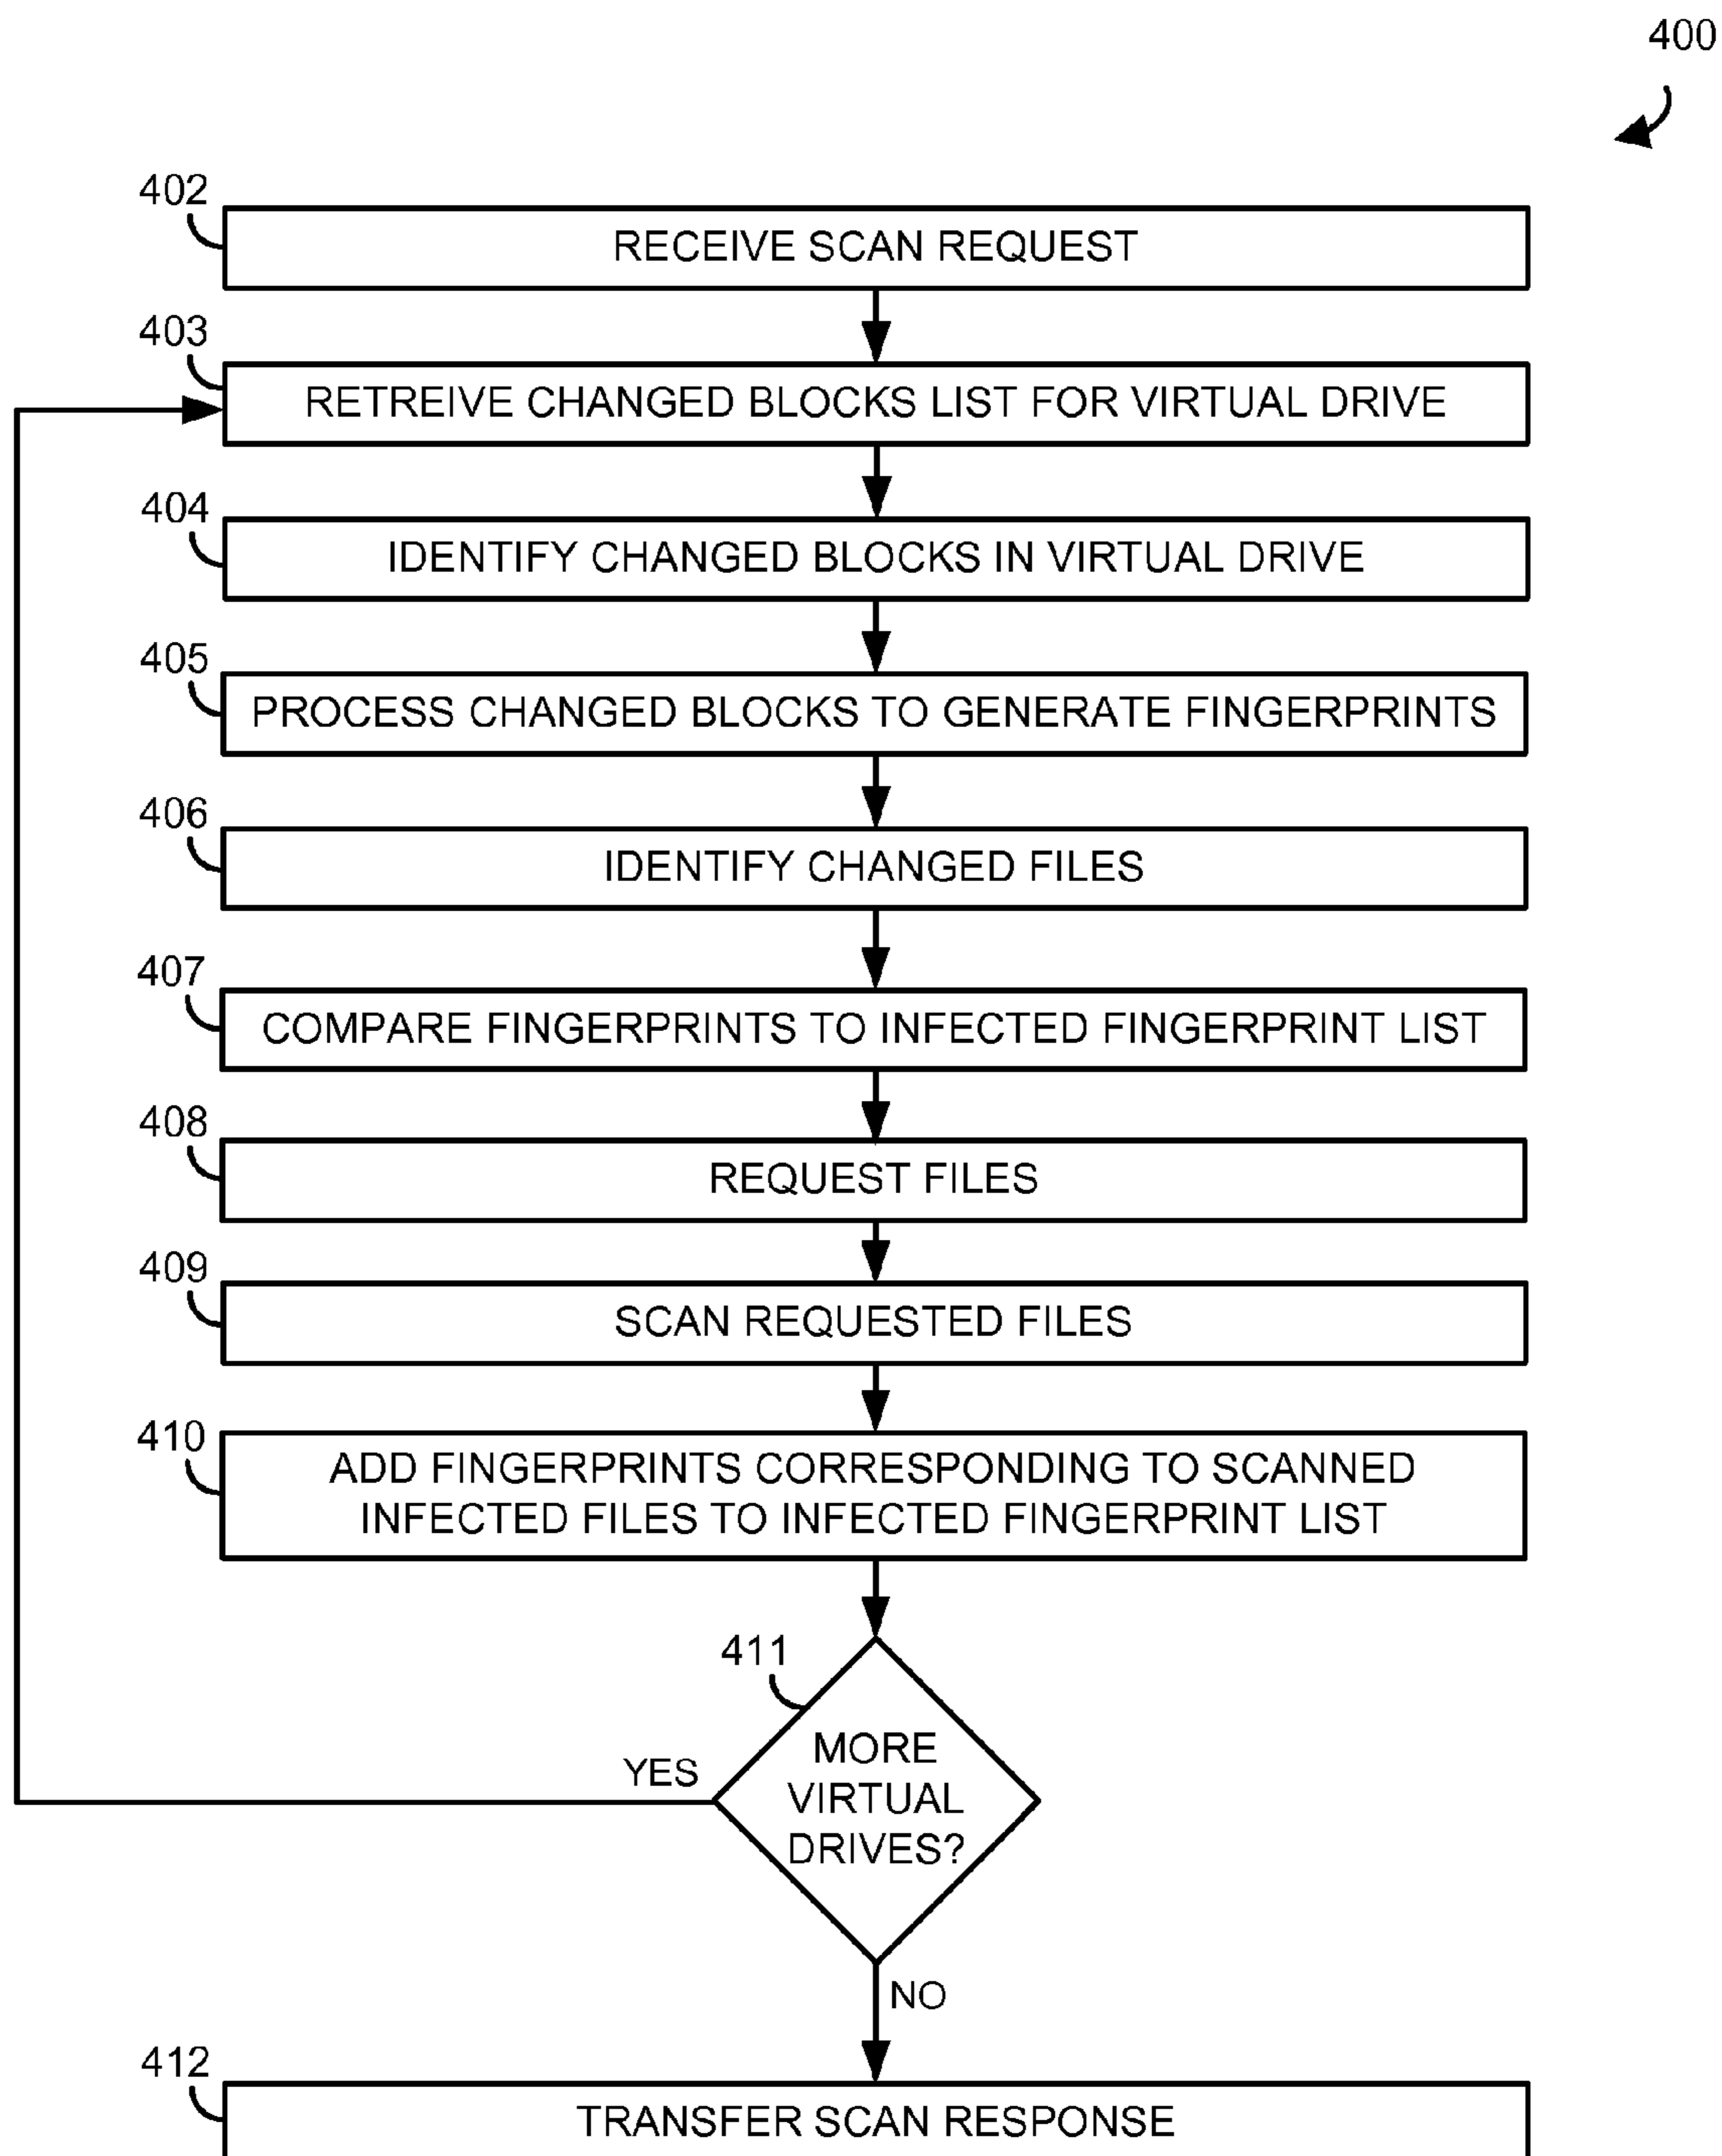 400
402
RECEIVE SCAN REQUEST
403
RETREIVE CHANGED BLOCKS LIST FOR VIRTUAL DRIVE
404
IDENTIFY CHANGED BLOCKS IN VIRTUAL DRIVE
405
PROCESS CHANGED BLOCKS TO GENERATE FINGERPRINTS
406
IDENTIFY CHANGED FILES
407
COMPARE FINGERPRINTS TO INFECTED FINGERPRINT LIST
408
REQUEST FILES
409
SCAN REQUESTED FILES
410
ADD FINGERPRINTS CORRESPONDING TO SCANNED
INFECTED FILES TO INFECTED FINGERPRINT LIST
411
MORE
VIRTUAL
DRIVES?
YES
NO
412
TRANSFER SCAN RESPONSE